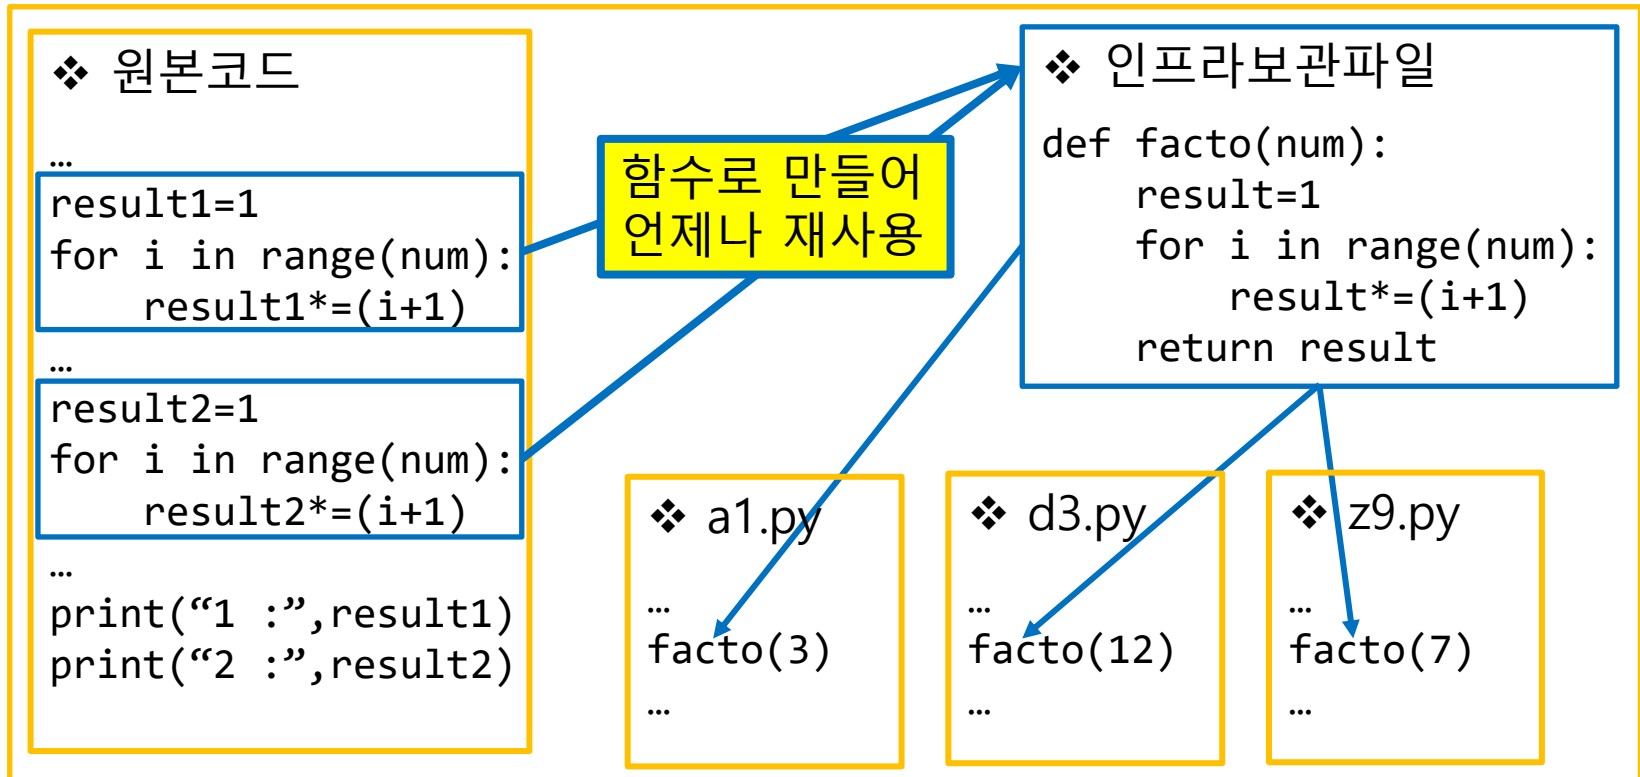 ❖ 원본코드
…
result1=1
for i in range(num):
    result1*=(i+1)
…
result2=1
for i in range(num):
    result2*=(i+1)
…
print(“1 :”,result1)
print(“2 :”,result2)
함수로 만들어
언제나 재사용
❖ 인프라보관파일
def facto(num):
    result=1
    for i in range(num):
        result*=(i+1)
    return result
❖ a1.py
…
facto(3)
…
❖ d3.py
…
facto(12)
…
❖ z9.py
…
facto(7)
…